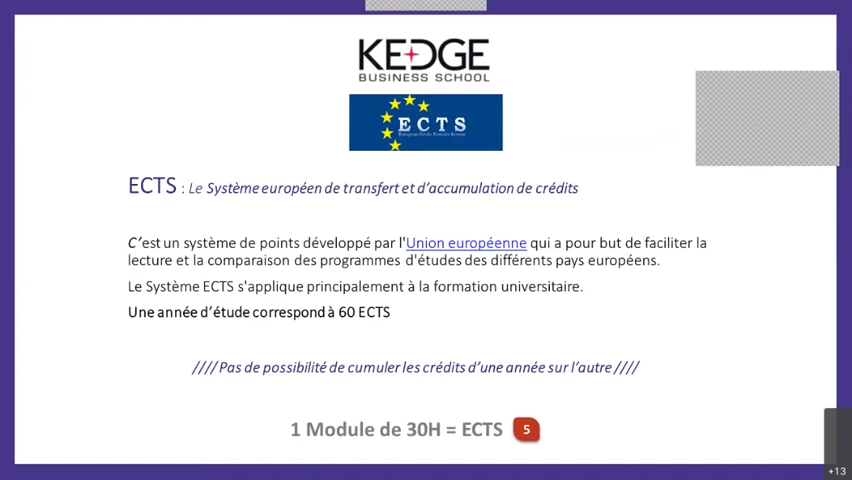 KEDGE
BUSINESS SCHOOL
ECTS
ECTS : Le Système européen de transfert et d'accumulation de crédits
C'est un système de points développé par l'Union européenne qui a pour but de faciliter la
lecture et la comparaison des programmes d'études des différents pays européens.
Le Système ECTS s'applique principalement à la formation universitaire.
Une année d'étude correspond à 60 ECTS
//// Pas de possibilité de cumuler les crédits d'une année sur l'autre ////
1 Module de 30H = ECTS 5
+13